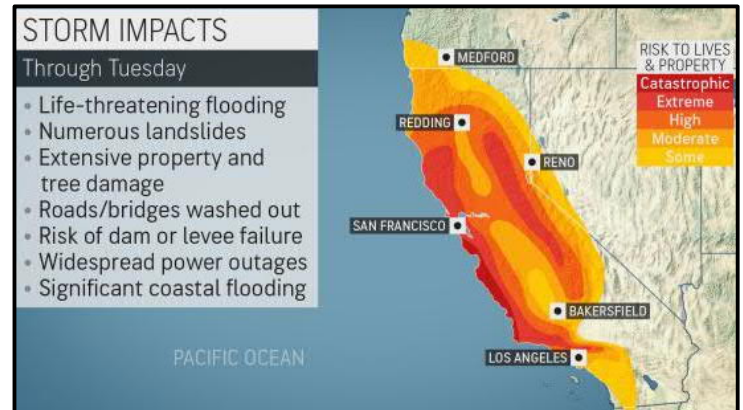 STORM IMPACTS
Through Tuesday
• Life-threatening flooding
• Numerous landslides
• Extensive property and
tree damage
• Roads/bridges washed out
• Risk of dam or levee failure
• Widespread power outages
• Significant coastal flooding
PACIFIC OCEAN
MEDFORD
REDDING
RENO
SAN FRANCISCO
BAKERSFIELD
LOS ANGELES
RISK TO LIVES
& PROPERTY
Catastrophic
Extreme
High
Moderate
Some